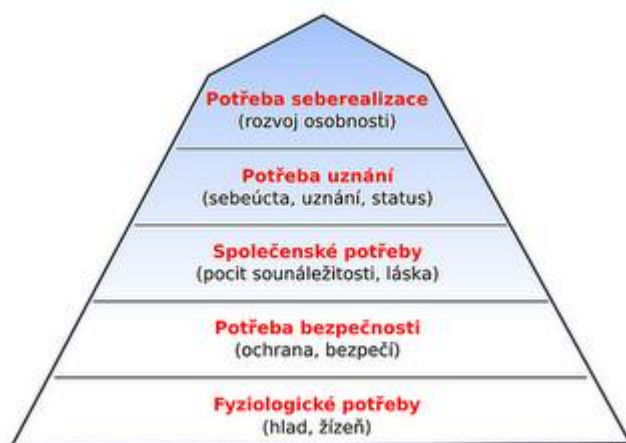 Potřeba seberealizace
(rozvoj osobnosti)
Potřeba uznání
(sebeúcta, uznání, status)
Společenské potřeby
(pocit sounáležitosti, láska)
Potřeba bezpečnosti
(ochrana, bezpečí)
Fyziologické potřeby
(hlad, žízeň)